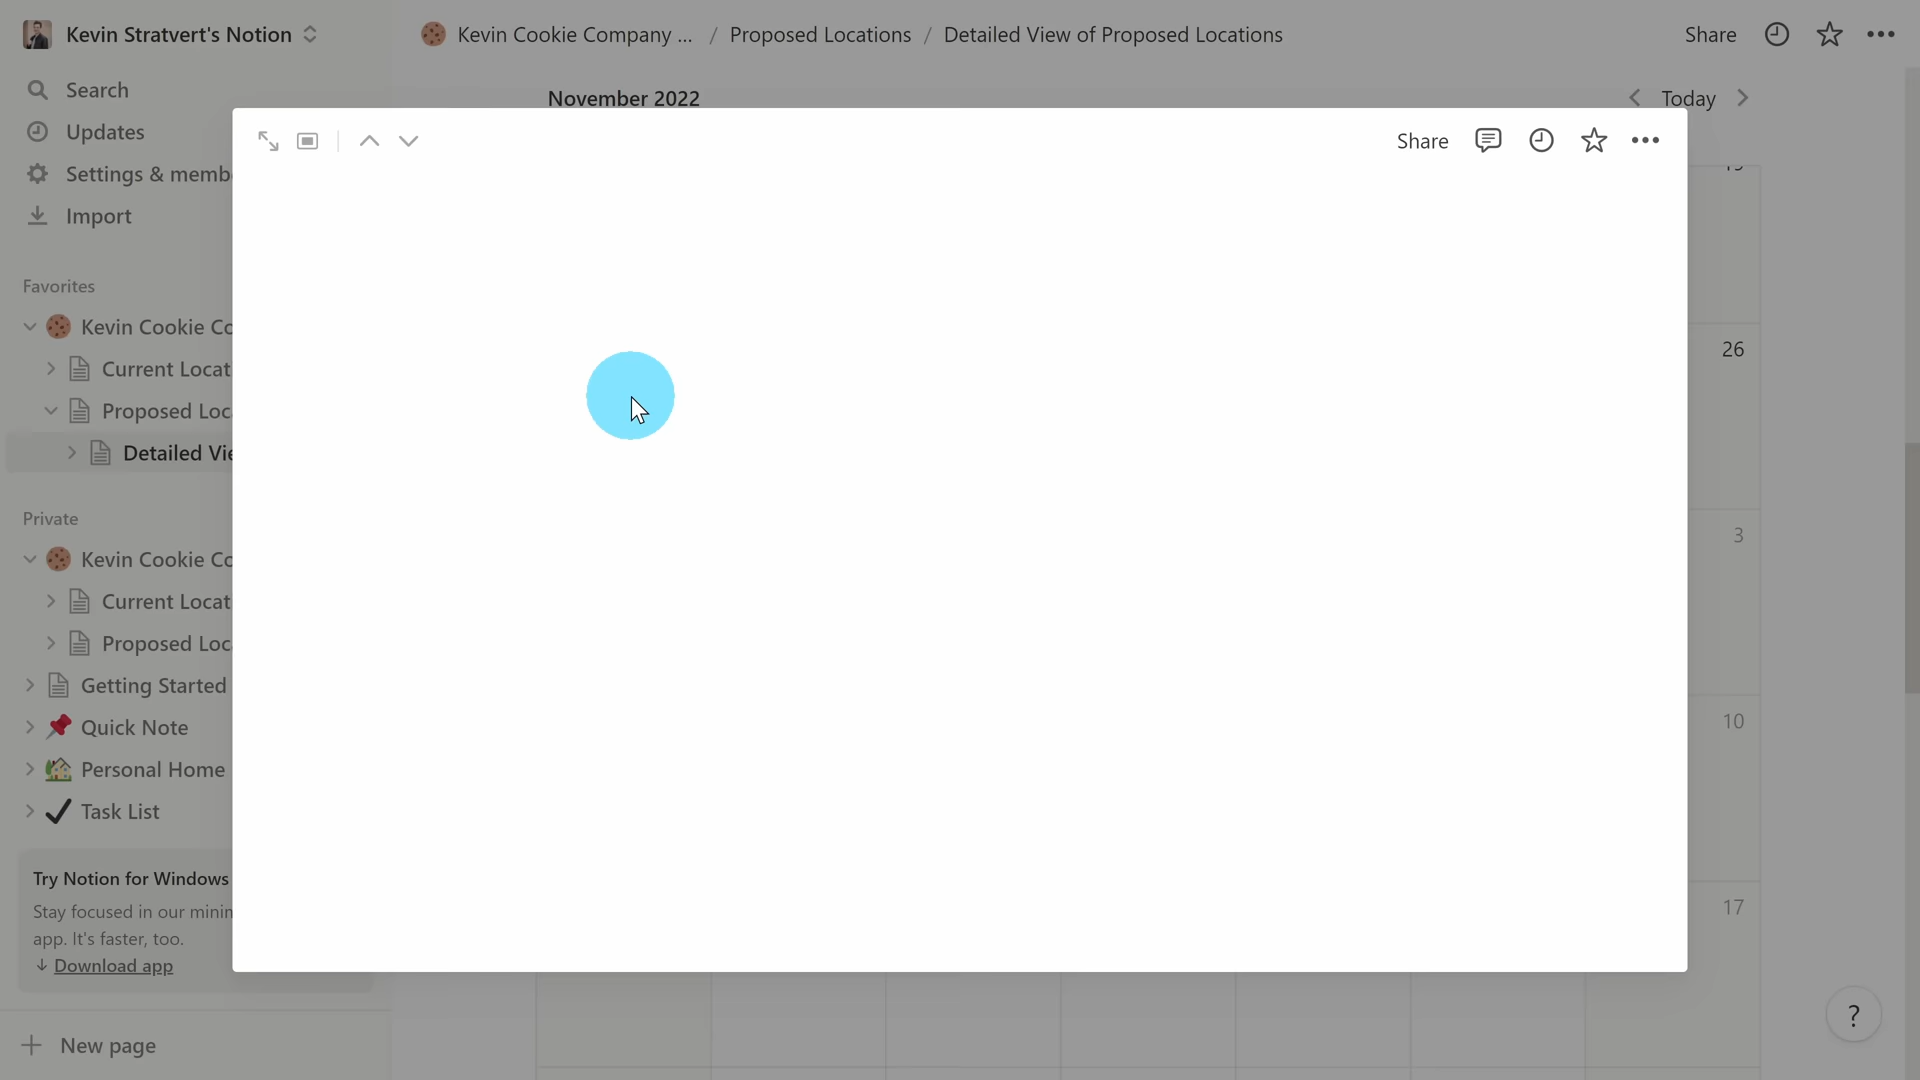 Kevin Stratvert's Notion
Kevin Cookie Company ... / Proposed Locations / Detailed View of Proposed Locations
Share
Search
Updates
Settings & memb
Import
November 2022
Today
Share
Favorites
Kevin Cookie Co
Current Locat
Proposed Loc
Detailed Vie
Private
Kevin Cookie Co
Current Locat
Proposed Loc
Getting Started
Quick Note
Personal Home
Task List
Try Notion for Windows
Stay focused in our minim
app. It's faster, too.
Download app
New page
26
3
10
17
?